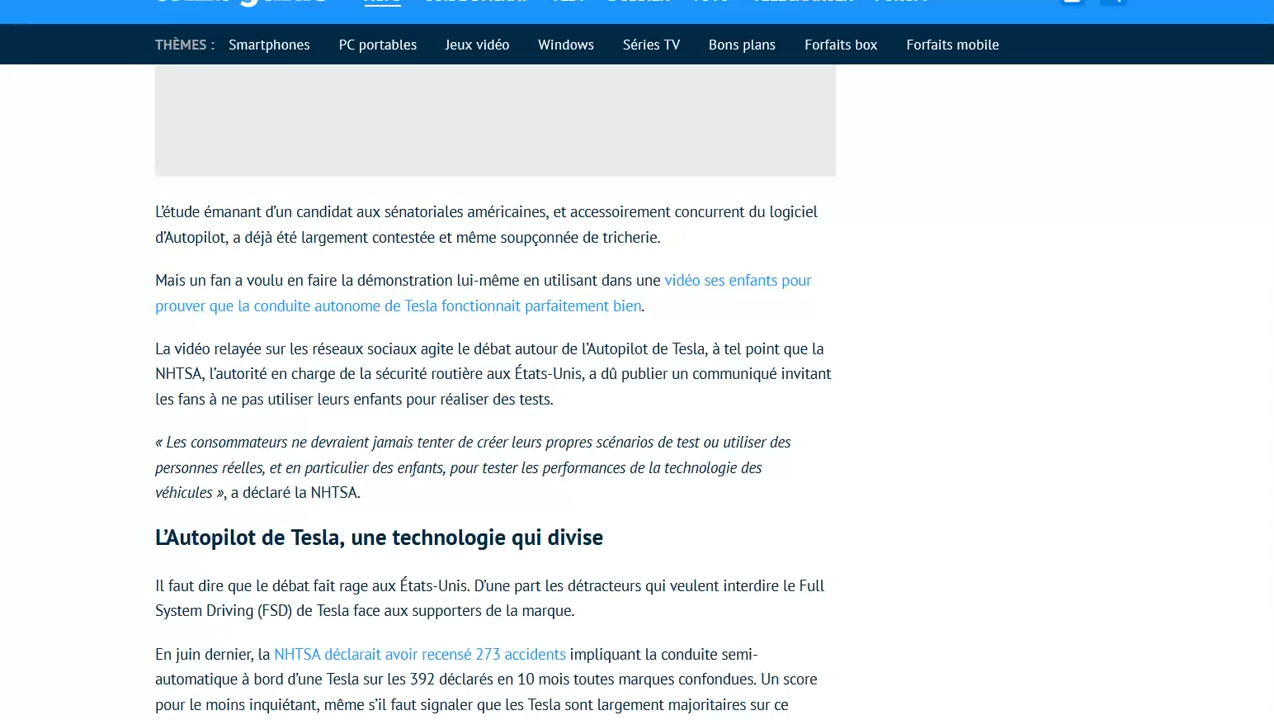 THÈMES : Smartphones PC portables Jeux vidéo Windows Séries TV Bons plans Forfaits box Forfaits mobile
L'étude émanant d'un candidat aux sénatoriales américaines, et accessoirement concurrent du logiciel
d'Autopilot, a déjà été largement contestée et même soupçonnée de tricherie.
Mais un fan a voulu en faire la démonstration lui-même en utilisant dans une vidéo ses enfants pour
prouver que la conduite autonome de Tesla fonctionnait parfaitement bien.
La vidéo relayée sur les réseaux sociaux agite le débat autour de l'Autopilot de Tesla, à tel point que la
NHTSA, l'autorité en charge de la sécurité routière aux États-Unis, a dû publier un communiqué invitant
les fans à ne pas utiliser leurs enfants pour réaliser des tests.
« Les consommateurs ne devraient jamais tenter de créer leurs propres scénarios de test ou utiliser des
personnes réelles, et en particulier des enfants, pour tester les performances de la technologie des
véhicules », a déclaré la NHTSA.
L'Autopilot de Tesla, une technologie qui divise
Il faut dire que le débat fait rage aux États-Unis. D'une part les détracteurs qui veulent interdire le Full
System Driving (FSD) de Tesla face aux supporters de la marque.
En juin dernier, la NHTSA déclarait avoir recensé 273 accidents impliquant la conduite semi-
automatique à bord d'une Tesla sur les 392 déclarés en 10 mois toutes marques confondues. Un score
pour le moins inquiétant, même s'il faut signaler que les Tesla sont largement majoritaires sur ce